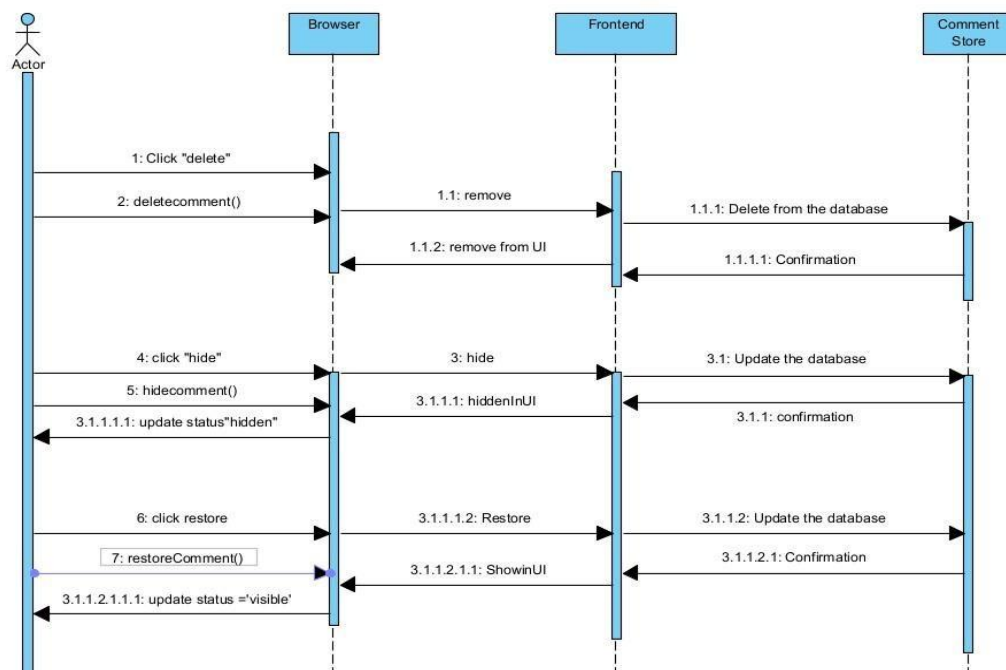 Browser
Frontend
Comment
Store
Actor
1: Click "delete"
2: deletecomment()
1.1: remove
1.1.1: Delete from the database
1.1.2: remove from UI
1.1.1.1: Confirmation
4: click "hide"
3: hide
3.1: Update the database
5: hidecomment()
3.1.1.1: hiddenInUI
3.1.1: confirmation
3.1.1.1.1: update status"hidden"
6: click restore
3.1.1.1.2: Restore
3.1.1.2: Update the database
7: restoreComment()
3.1.1.2.1.1: ShowinUI
3.1.1.2.1: Confirmation
3.1.1.2.1.1.1: update status ='visible'